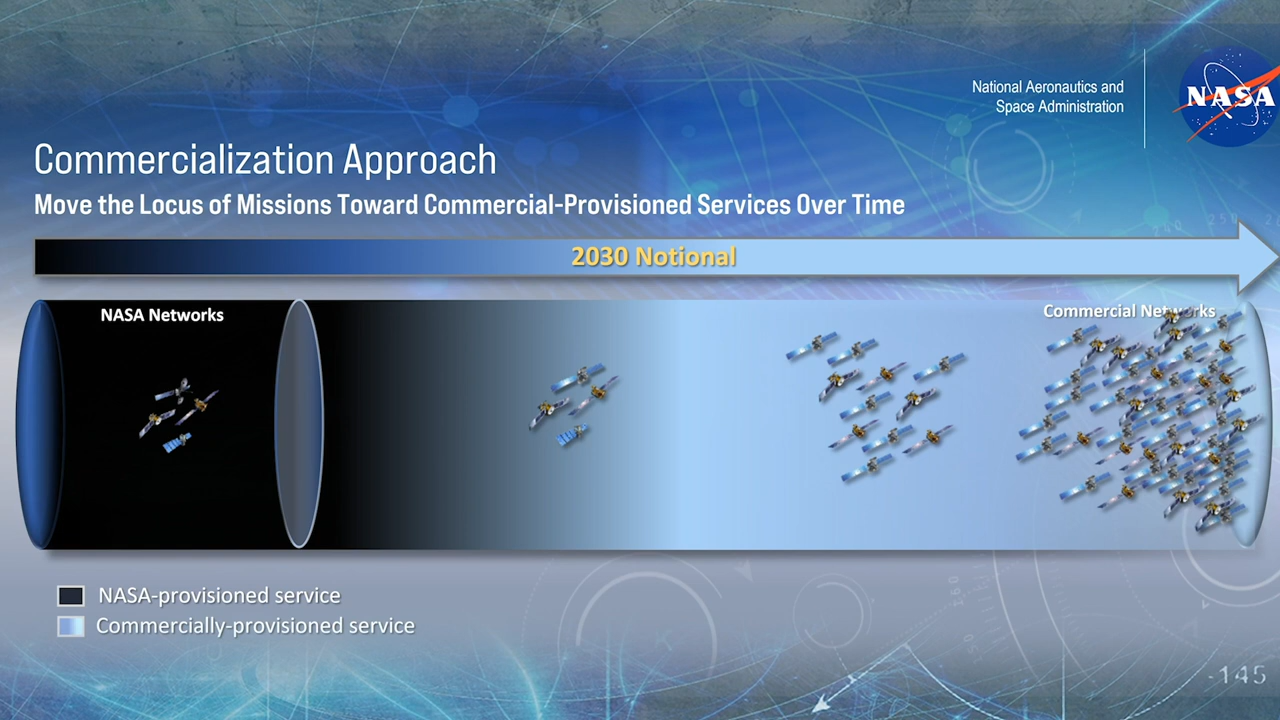 National Aeronautics and
Space Administration
NASA
Commercialization Approach
Move the Locus of Missions Toward Commercial-Provisioned Services Over Time
2030 Notional
NASA Networks
Commercial Networks
NASA-provisioned service
Commercially-provisioned service
-145